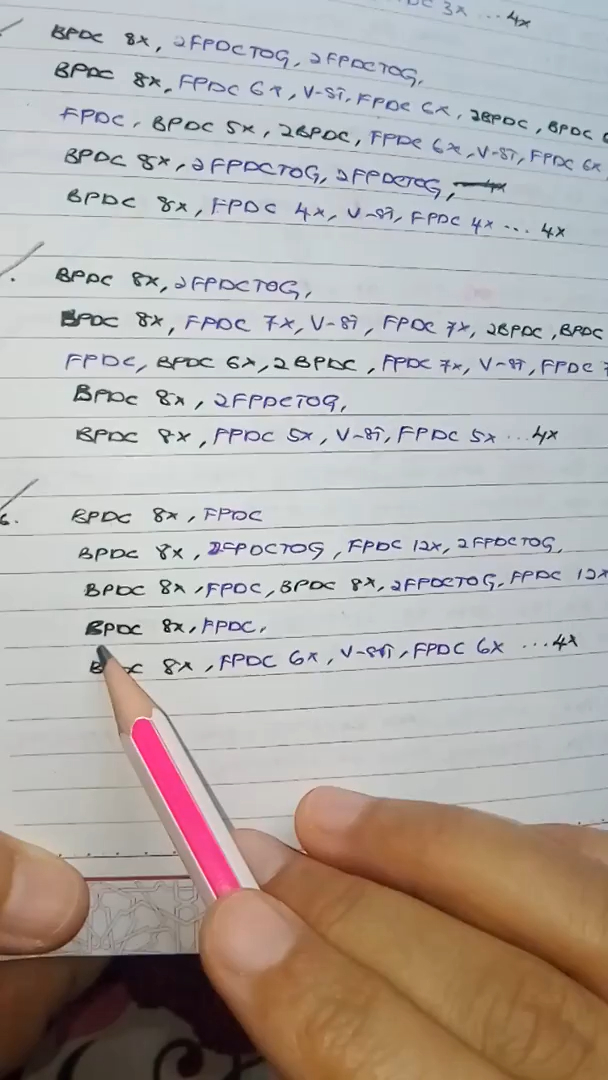 3x ... 4x
BPDC 8x, 2FPDCTOG, 2FPDCTOG,
BPDC 8x, FPDC 6x, V-ST, FPDC 6x, 2BPDC, BPDC
FPDC, BPDC 5x, 2BPDC, FPDC 6x, V-ST, FPDC 6x,
BPDC 8x, 2FPDCTOG, 2FPDCTOG,
BPDC 8x, FPDC 4x, V-ST, FPDC 4x ... 4x
BPDC 8x, 2FPDCTOG,
BPDC 8x, FPDC 7x, V-ST, FPDC 7x, 2BPDC, BPDC
FPDC, BPDC 6x, 2BPDC, FPDC 7x, V-ST, FPDC 7
BPDC 8x, 2FPDCTOG,
BPDC 8x, FPDC 5x, V-ST, FPDC 5x ... 4x
6. BPDC 8x, FPDC
BPDC 8x, 2FPDCTOG, FPDC 12x, 2FPDCTOG,
BPDC 8x, FPDC, BPDC 8x, 2FPDCTOG, FPDC 12x
BPDC 8x, FPDC,
8x, FPDC 6x, V-ST, FPDC 6x ... 4x